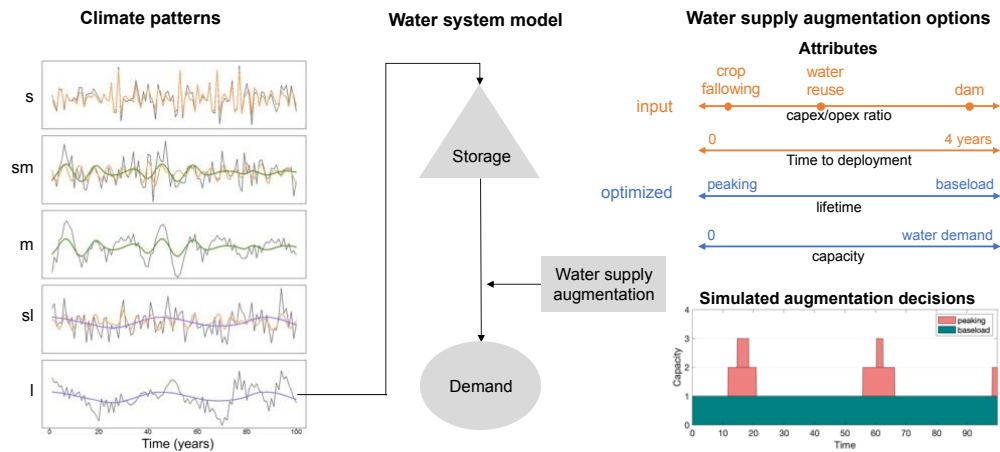 Climate patterns
s
sm
m
sl
l
0
20
40
60
80
100
Time (years)
Water system model
Storage
Water supply
augmentation
Demand
Water supply augmentation options
Attributes
input
crop
fallowing
water
reuse
dam
capex/opex ratio
0
4 years
Time to deployment
optimized
peaking
baseload
lifetime
0
water demand
capacity
Simulated augmentation decisions
peaking
baseload
Capacity
4
3
2
1
0
0
10
20
30
40
50
60
70
80
90
Time